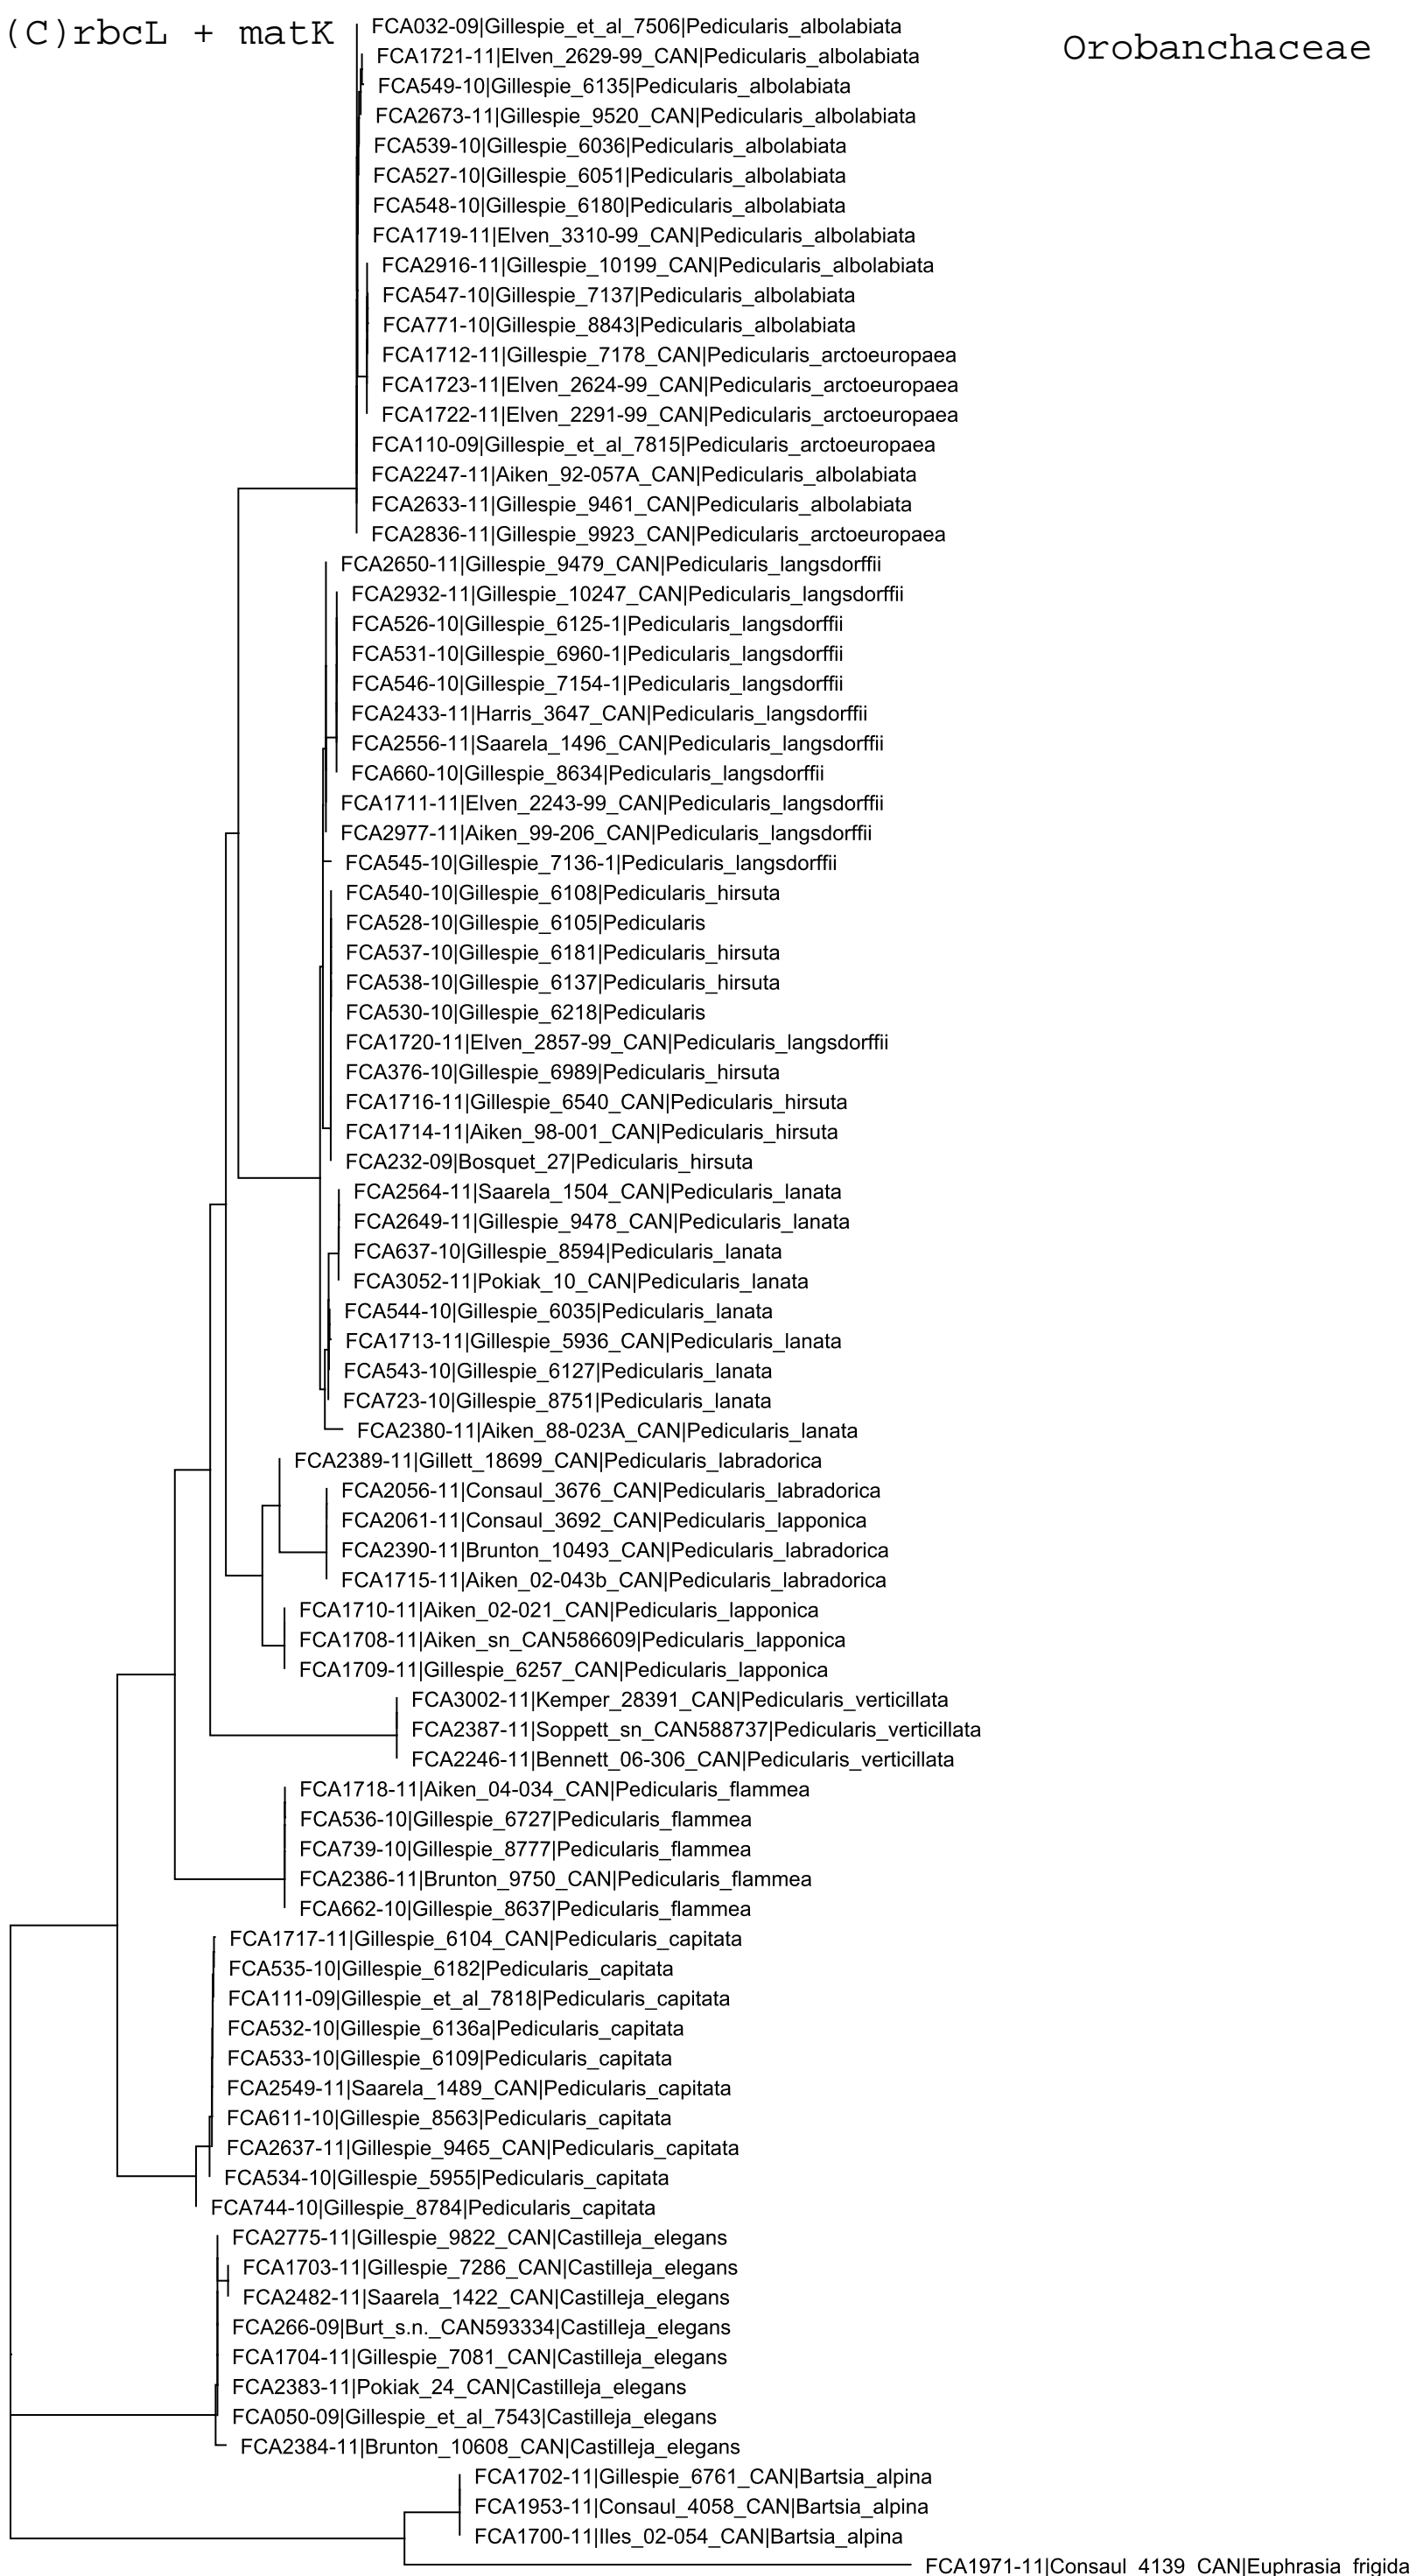 (C)rbcL + matK
Orobanchaceae
FCA032-09|Gillespie_et_al_7506|Pedicularis_albolabiata
FCA1721-11|Elven_2629-99_CAN|Pedicularis_albolabiata
FCA549-10|Gillespie_6135|Pedicularis_albolabiata
FCA2673-11|Gillespie_9520_CAN|Pedicularis_albolabiata
FCA539-10|Gillespie_6036|Pedicularis_albolabiata
FCA527-10|Gillespie_6051|Pedicularis_albolabiata
FCA548-10|Gillespie_6180|Pedicularis_albolabiata
FCA1719-11|Elven_3310-99_CAN|Pedicularis_albolabiata
FCA2916-11|Gillespie_10199_CAN|Pedicularis_albolabiata
FCA547-10|Gillespie_7137|Pedicularis_albolabiata
FCA771-10|Gillespie_8843|Pedicularis_albolabiata
FCA1712-11|Gillespie_7178_CAN|Pedicularis_arctoeuropaea
FCA1723-11|Elven_2624-99_CAN|Pedicularis_arctoeuropaea
FCA1722-11|Elven_2291-99_CAN|Pedicularis_arctoeuropaea
FCA110-09|Gillespie_et_al_7815|Pedicularis_arctoeuropaea
FCA2247-11|Aiken_92-057A_CAN|Pedicularis_albolabiata
FCA2633-11|Gillespie_9461_CAN|Pedicularis_albolabiata
FCA2836-11|Gillespie_9923_CAN|Pedicularis_arctoeuropaea
FCA2650-11|Gillespie_9479_CAN|Pedicularis_langsdorffii
FCA2932-11|Gillespie_10247_CAN|Pedicularis_langsdorffii
FCA526-10|Gillespie_6125-1|Pedicularis_langsdorffii
FCA531-10|Gillespie_6960-1|Pedicularis_langsdorffii
FCA546-10|Gillespie_7154-1|Pedicularis_langsdorffii
FCA2433-11|Harris_3647_CAN|Pedicularis_langsdorffii
FCA2556-11|Saarela_1496_CAN|Pedicularis_langsdorffii
FCA660-10|Gillespie_8634|Pedicularis_langsdorffii
FCA1711-11|Elven_2243-99_CAN|Pedicularis_langsdorffii
FCA2977-11|Aiken_99-206_CAN|Pedicularis_langsdorffii
FCA545-10|Gillespie_7136-1|Pedicularis_langsdorffii
FCA540-10|Gillespie_6108|Pedicularis_hirsuta
FCA528-10|Gillespie_6105|Pedicularis
FCA537-10|Gillespie_6181|Pedicularis_hirsuta
FCA538-10|Gillespie_6137|Pedicularis_hirsuta
FCA530-10|Gillespie_6218|Pedicularis
FCA1720-11|Elven_2857-99_CAN|Pedicularis_langsdorffii
FCA376-10|Gillespie_6989|Pedicularis_hirsuta
FCA1716-11|Gillespie_6540_CAN|Pedicularis_hirsuta
FCA1714-11|Aiken_98-001_CAN|Pedicularis_hirsuta
FCA232-09|Bosquet_27|Pedicularis_hirsuta
FCA2564-11|Saarela_1504_CAN|Pedicularis_lanata
FCA2649-11|Gillespie_9478_CAN|Pedicularis_lanata
FCA637-10|Gillespie_8594|Pedicularis_lanata
FCA3052-11|Pokiak_10_CAN|Pedicularis_lanata
FCA544-10|Gillespie_6035|Pedicularis_lanata
FCA1713-11|Gillespie_5936_CAN|Pedicularis_lanata
FCA543-10|Gillespie_6127|Pedicularis_lanata
FCA723-10|Gillespie_8751|Pedicularis_lanata
FCA2380-11|Aiken_88-023A_CAN|Pedicularis_lanata
FCA2389-11|Gillett_18699_CAN|Pedicularis_labradorica
FCA2056-11|Consaul_3676_CAN|Pedicularis_labradorica
FCA2061-11|Consaul_3692_CAN|Pedicularis_lapponica
FCA2390-11|Brunton_10493_CAN|Pedicularis_labradorica
FCA1715-11|Aiken_02-043b_CAN|Pedicularis_labradorica
FCA1710-11|Aiken_02-021_CAN|Pedicularis_lapponica
FCA1708-11|Aiken_sn_CAN586609|Pedicularis_lapponica
FCA1709-11|Gillespie_6257_CAN|Pedicularis_lapponica
FCA3002-11|Kemper_28391_CAN|Pedicularis_verticillata
FCA2387-11|Soppett_sn_CAN588737|Pedicularis_verticillata
FCA2246-11|Bennett_06-306_CAN|Pedicularis_verticillata
FCA1718-11|Aiken_04-034_CAN|Pedicularis_flammea
FCA536-10|Gillespie_6727|Pedicularis_flammea
FCA739-10|Gillespie_8777|Pedicularis_flammea
FCA2386-11|Brunton_9750_CAN|Pedicularis_flammea
FCA662-10|Gillespie_8637|Pedicularis_flammea
FCA1717-11|Gillespie_6104_CAN|Pedicularis_capitata
FCA535-10|Gillespie_6182|Pedicularis_capitata
FCA111-09|Gillespie_et_al_7818|Pedicularis_capitata
FCA532-10|Gillespie_6136a|Pedicularis_capitata
FCA533-10|Gillespie_6109|Pedicularis_capitata
FCA2549-11|Saarela_1489_CAN|Pedicularis_capitata
FCA611-10|Gillespie_8563|Pedicularis_capitata
FCA2637-11|Gillespie_9465_CAN|Pedicularis_capitata
FCA534-10|Gillespie_5955|Pedicularis_capitata
FCA744-10|Gillespie_8784|Pedicularis_capitata
FCA2775-11|Gillespie_9822_CAN|Castilleja_elegans
FCA1703-11|Gillespie_7286_CAN|Castilleja_elegans
FCA2482-11|Saarela_1422_CAN|Castilleja_elegans
FCA266-09|Burt_s.n._CAN593334|Castilleja_elegans
FCA1704-11|Gillespie_7081_CAN|Castilleja_elegans
FCA2383-11|Pokiak_24_CAN|Castilleja_elegans
FCA050-09|Gillespie_et_al_7543|Castilleja_elegans
FCA2384-11|Brunton_10608_CAN|Castilleja_elegans
FCA1702-11|Gillespie_6761_CAN|Bartsia_alpina
FCA1953-11|Consaul_4058_CAN|Bartsia_alpina
FCA1700-11|Iles_02-054_CAN|Bartsia_alpina
FCA1971-11|Consaul_4139_CAN|Euphrasia_frigida